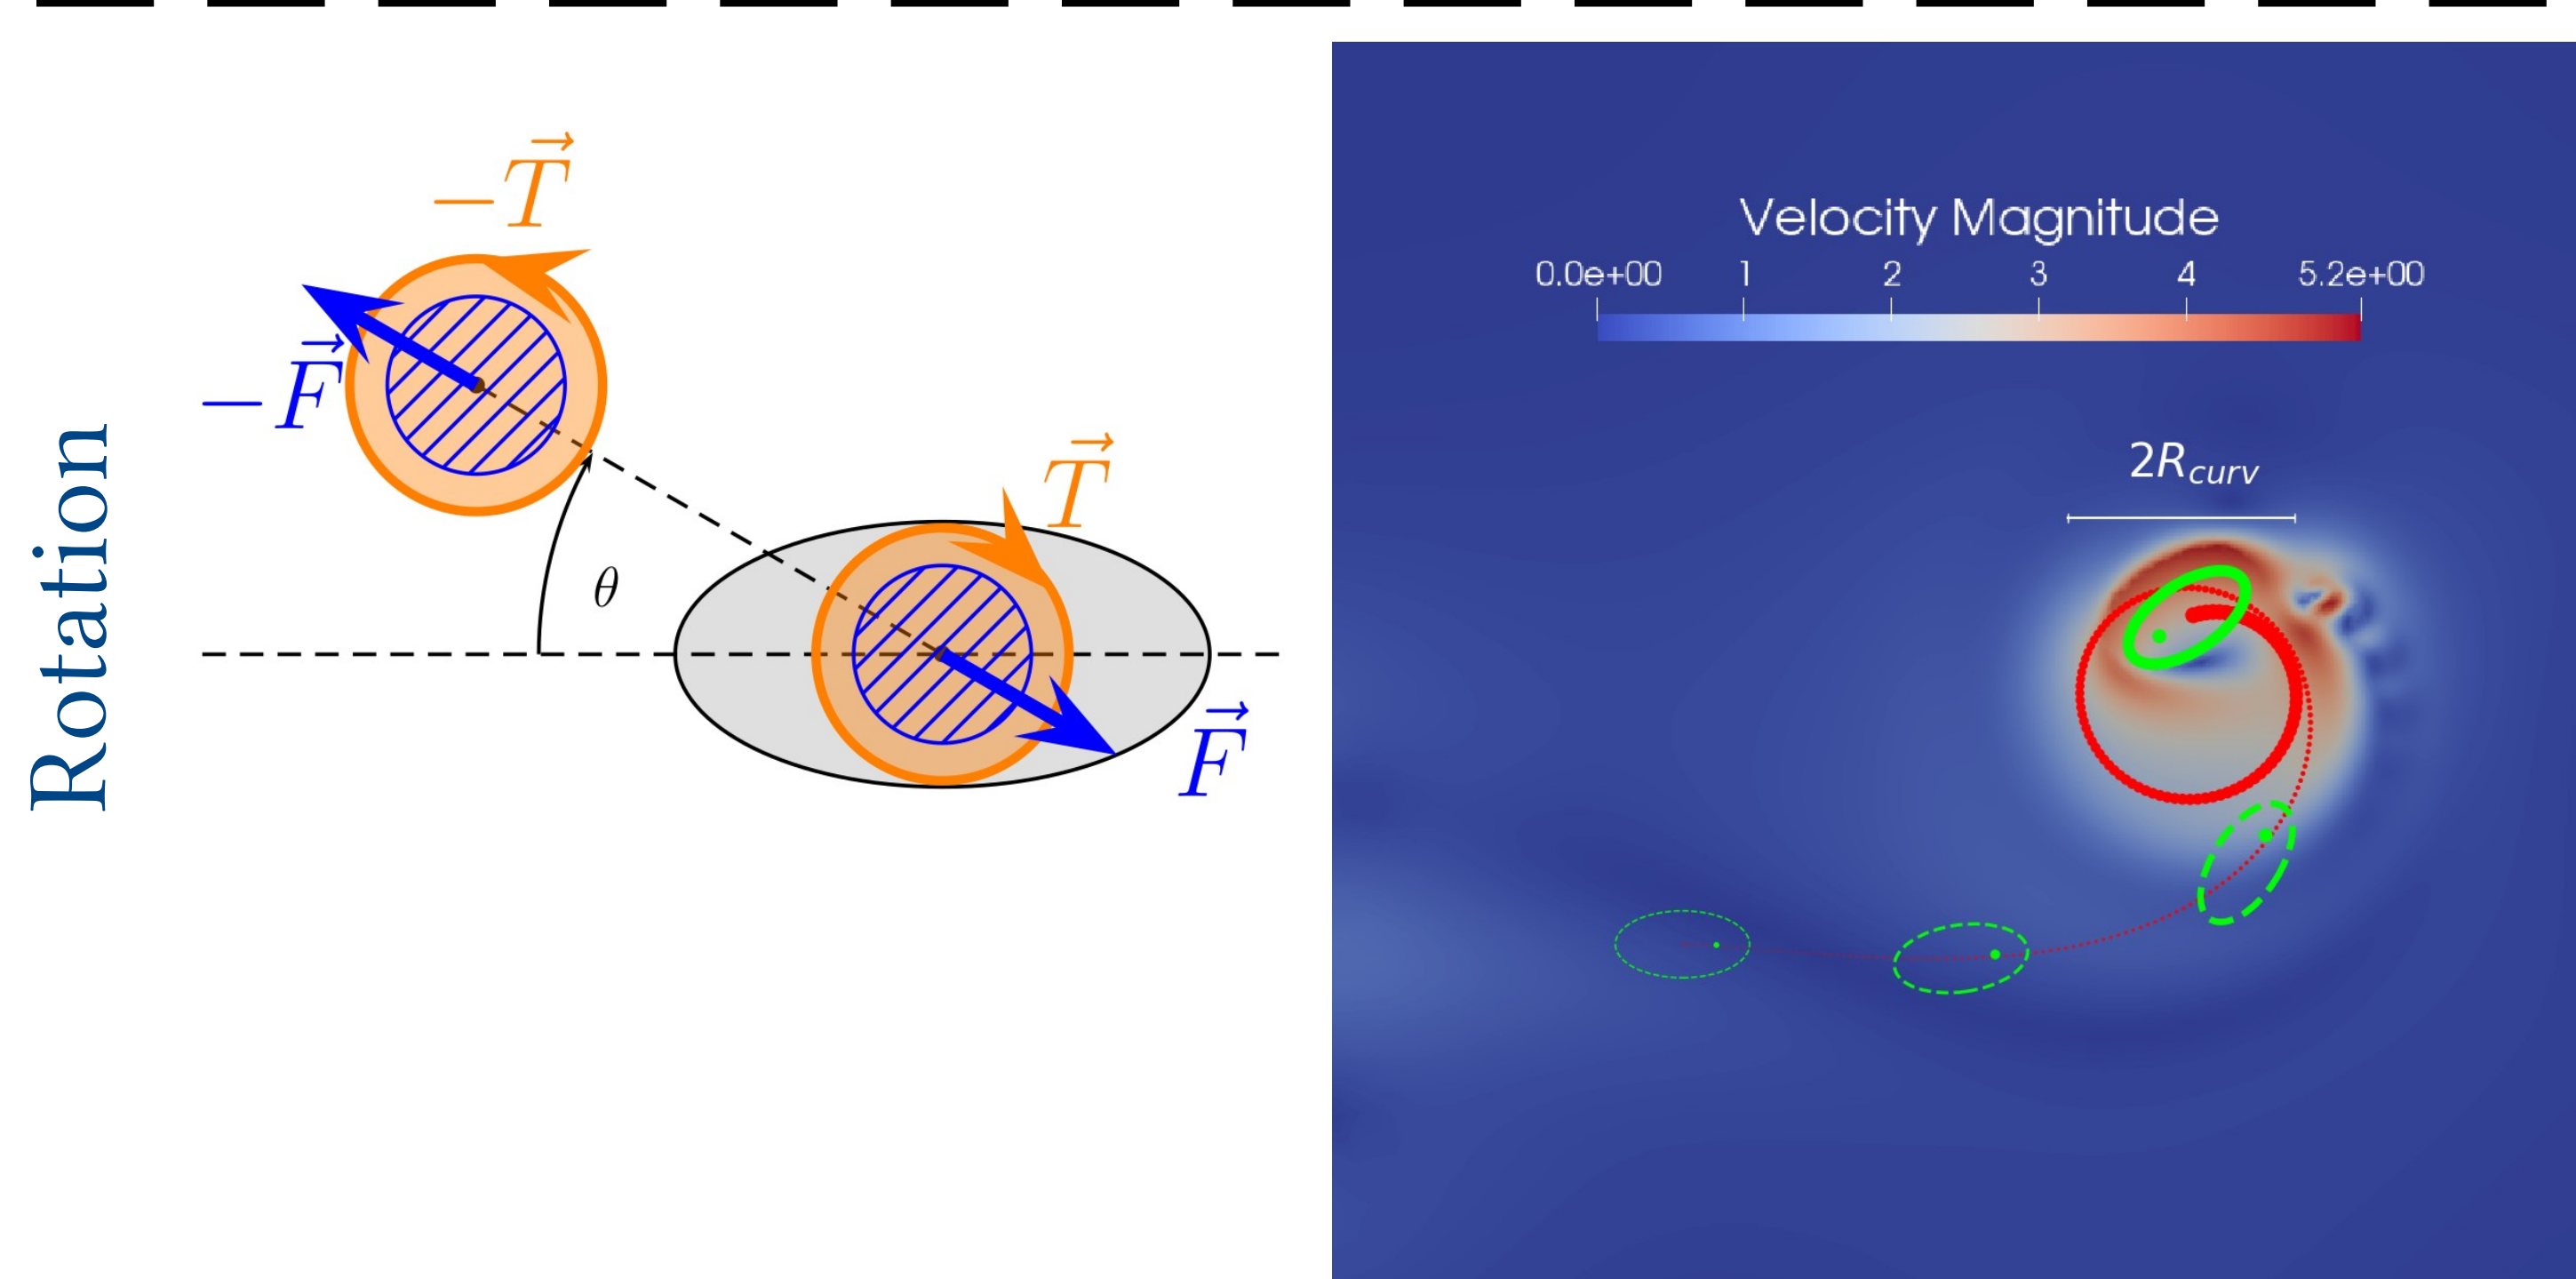 Rotation
−T⃗
−F⃗
θ
T⃗
F⃗
Velocity Magnitude
0.0e+00 1 2 3 4 5.2e+00
2R_curv